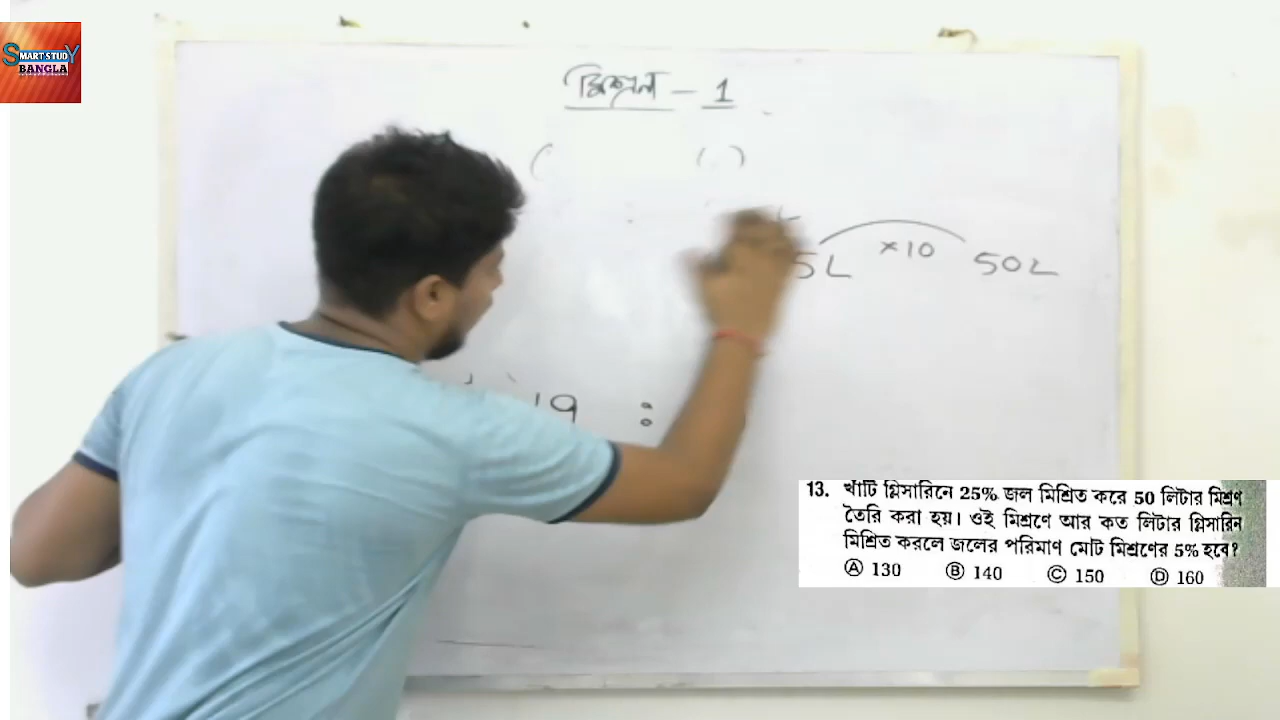 SMART STUDY
BANGLA
মিশ্রণ – 1
( ( )
5L ×10 50L
19 :
13. খাঁটি গ্লিসারিনে 25% জল মিশ্রিত করে 50 লিটার মিশ্রণ
তৈরি করা হয়। ওই মিশ্রণে আর কত লিটার গ্লিসারিন
মিশ্রিত করলে জলের পরিমাণ মোট মিশ্রণের 5% হবে?
Ⓐ 130 Ⓑ 140 Ⓒ 150 Ⓓ 160